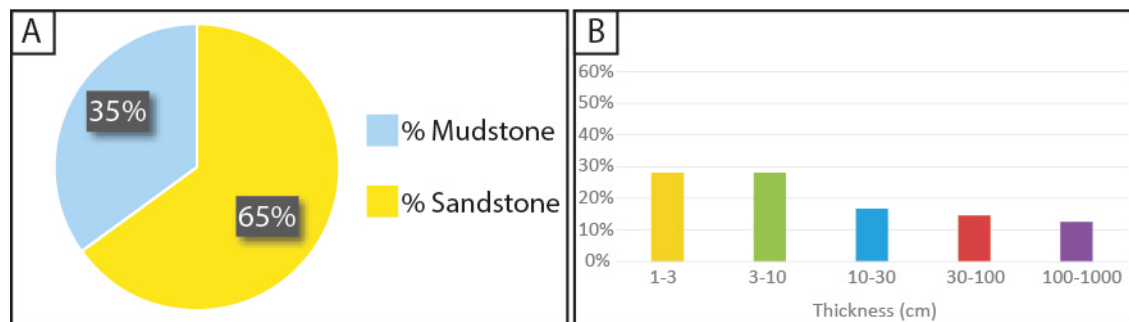 A
35%
65%
% Mudstone
% Sandstone
B
60%
50%
40%
30%
20%
10%
0%
1-3 3-10 10-30 30-100 100-1000
Thickness (cm)